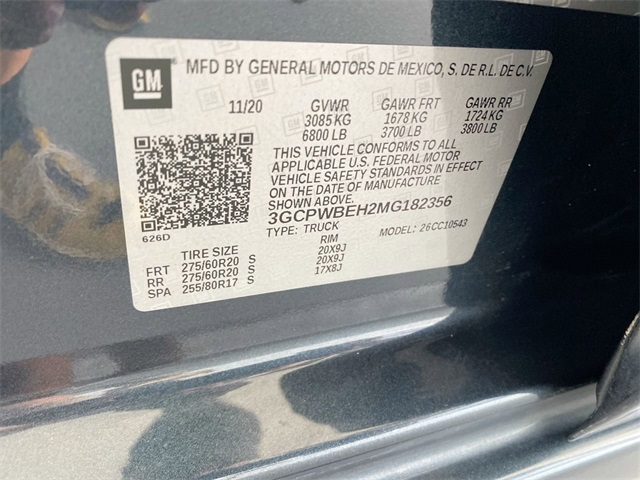 GM
MFD BY GENERAL MOTORS DE MEXICO, S. DE R.L. DE C.V.
11/20 GVWR GAWR FRT GAWR RR
3085 KG 1678 KG 1724 KG
6800 LB 3700 LB 3800 LB
THIS VEHICLE CONFORMS TO ALL
APPLICABLE U.S. FEDERAL MOTOR
VEHICLE SAFETY STANDARDS IN EFFECT
ON THE DATE OF MANUFACTURE
SHOWN ABOVE.
3GCPWBEH2MG182356
626D
TYPE: TRUCK MODEL: 26CC10543
TIRE SIZE RIM
FRT 275/60R20 S 20X9J
RR 275/60R20 S 20X9J
SPA 255/80R17 S 17X8J